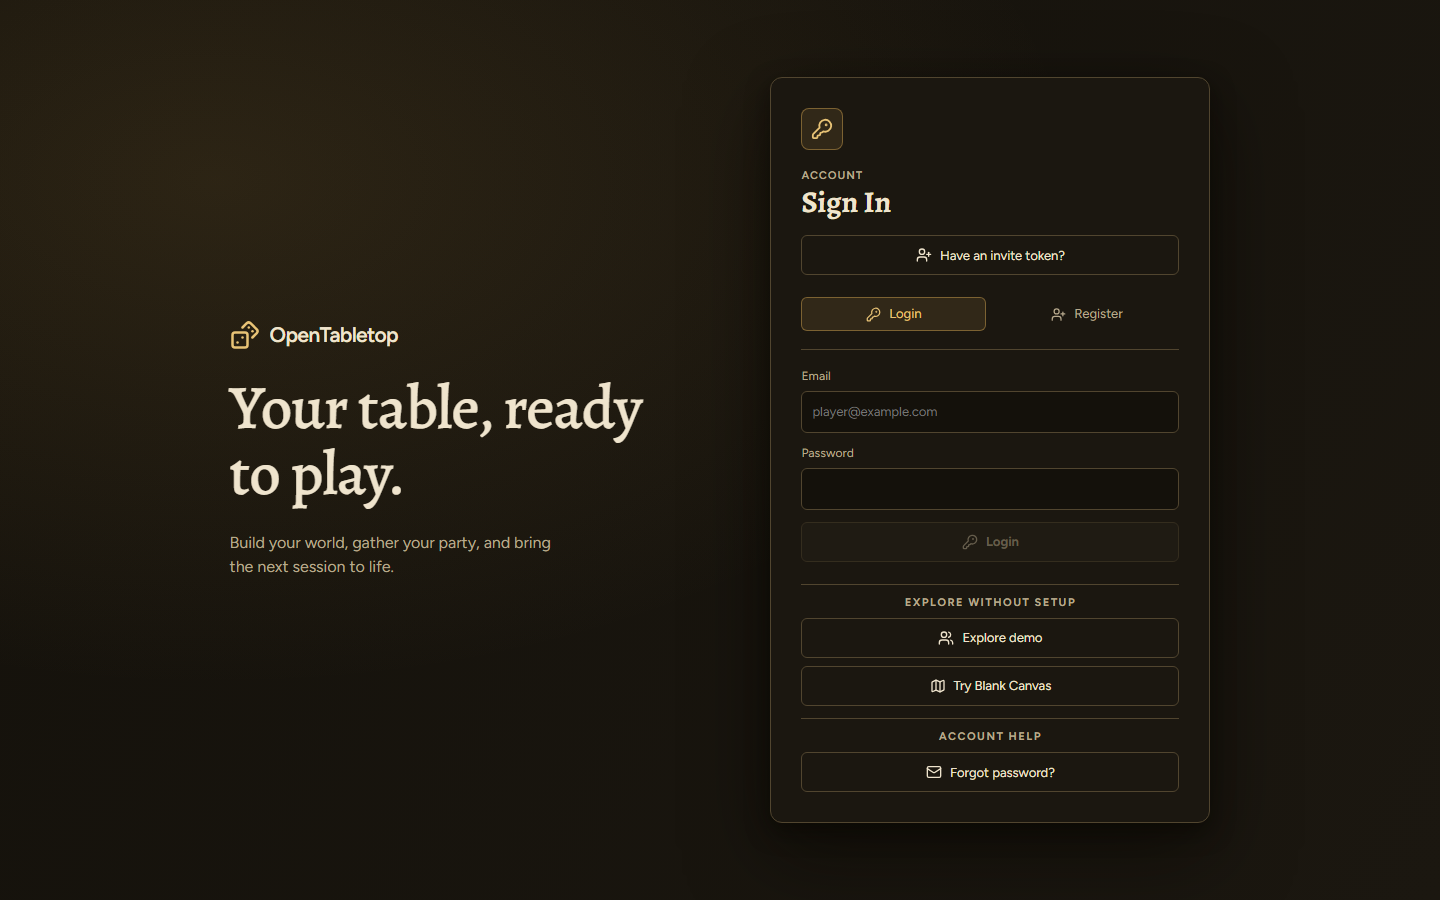 OpenTabletop
Your table, ready
to play.
Build your world, gather your party, and bring
the next session to life.
ACCOUNT
Sign In
Have an invite token?
Login
Register
Email
player@example.com
Password
Login
EXPLORE WITHOUT SETUP
Explore demo
Try Blank Canvas
ACCOUNT HELP
Forgot password?